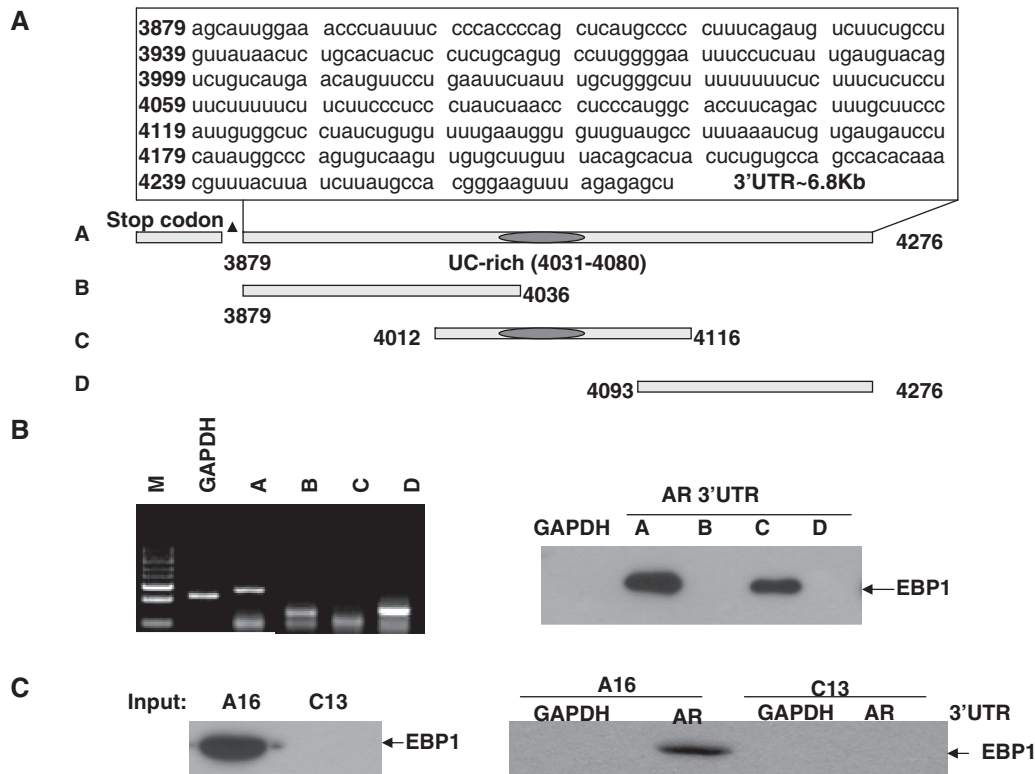 A
3879 agcauuggaa acccuauuuc cccaccccag cucaugcccc cuuucagaug ucuucugccu
3939 guuauaacuc ugcacuacuc cucugcagug ccuuggggaa uuuccucuau ugauguacag
3999 ucugucauga acauguuccu gaauucuauu ugcugggcuu uuuuuuucuc uuucucuccu
4059 uucuuuuucu ucuucccucc cuaucuaacc cucccauggc accuucagac uuugcuuccc
4119 auuguggcuc cuaucugugu uuugaauggu guuguaugcc uuuaaaucug ugaugauccu
4179 cauauggccc agugucaaguu ugugcuuguu uacagcacua cucugugcca gccacacaaa
4239 cguuuacuua ucuuaugcca cgggaaguuu agagagcu 3'UTR~6.8Kb
Stop codon
A 4276
3879 UC-rich (4031-4080)
B 4036
3879
C 4012 4116
D 4093 4276
B
M GAPDH A B C D
AR 3'UTR
GAPDH A B C D
EBP1
C
Input: A16 C13
EBP1
A16 C13
GAPDH AR GAPDH AR 3'UTR
EBP1